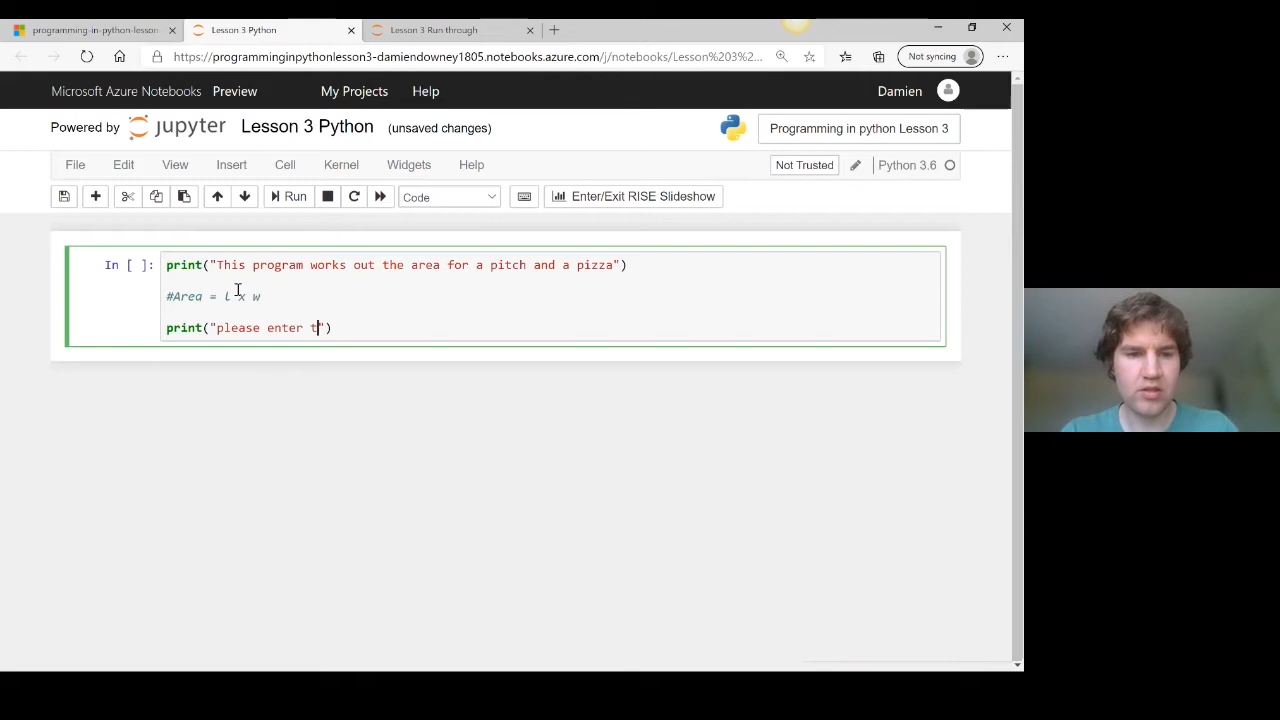 programming-in-python-lesson
Lesson 3 Python
Lesson 3 Run through
https://programminginpythonlesson3-damiendowney1805.notebooks.azure.com/j/notebooks/Lesson%203%2...
Not syncing
Microsoft Azure Notebooks Preview My Projects Help Damien
Powered by jupyter Lesson 3 Python (unsaved changes) Programming in python Lesson 3
File Edit View Insert Cell Kernel Widgets Help Not Trusted Python 3.6
Run Code Enter/Exit RISE Slideshow
In [ ]: print("This program works out the area for a pitch and a pizza")
#Area = l x w
print("please enter t")